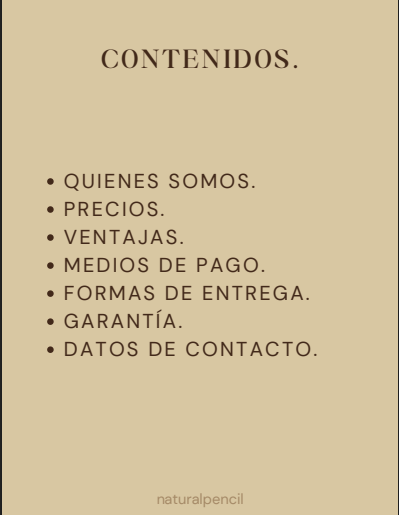 CONTENIDOS.
• QUIENES SOMOS.
• PRECIOS.
• VENTAJAS.
• MEDIOS DE PAGO.
• FORMAS DE ENTREGA.
• GARANTÍA.
• DATOS DE CONTACTO.
naturalpencil